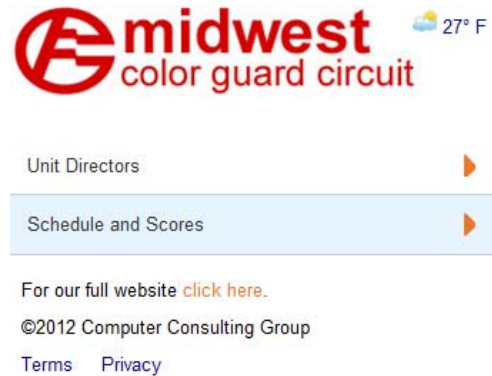 midwest 27° F
color guard circuit
Unit Directors
Schedule and Scores
For our full website click here.
©2012 Computer Consulting Group
Terms Privacy